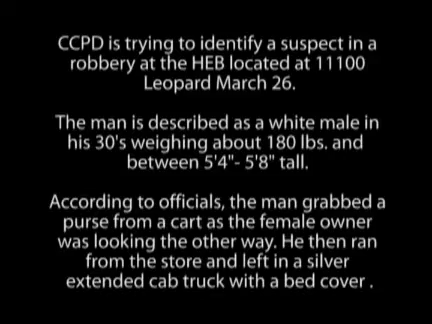 CCPD is trying to identify a suspect in a
robbery at the HEB located at 11100
Leopard March 26.
The man is described as a white male in
his 30's weighing about 180 lbs. and
between 5'4"- 5'8" tall.
According to officials, the man grabbed a
purse from a cart as the female owner
was looking the other way. He then ran
from the store and left in a silver
extended cab truck with a bed cover .